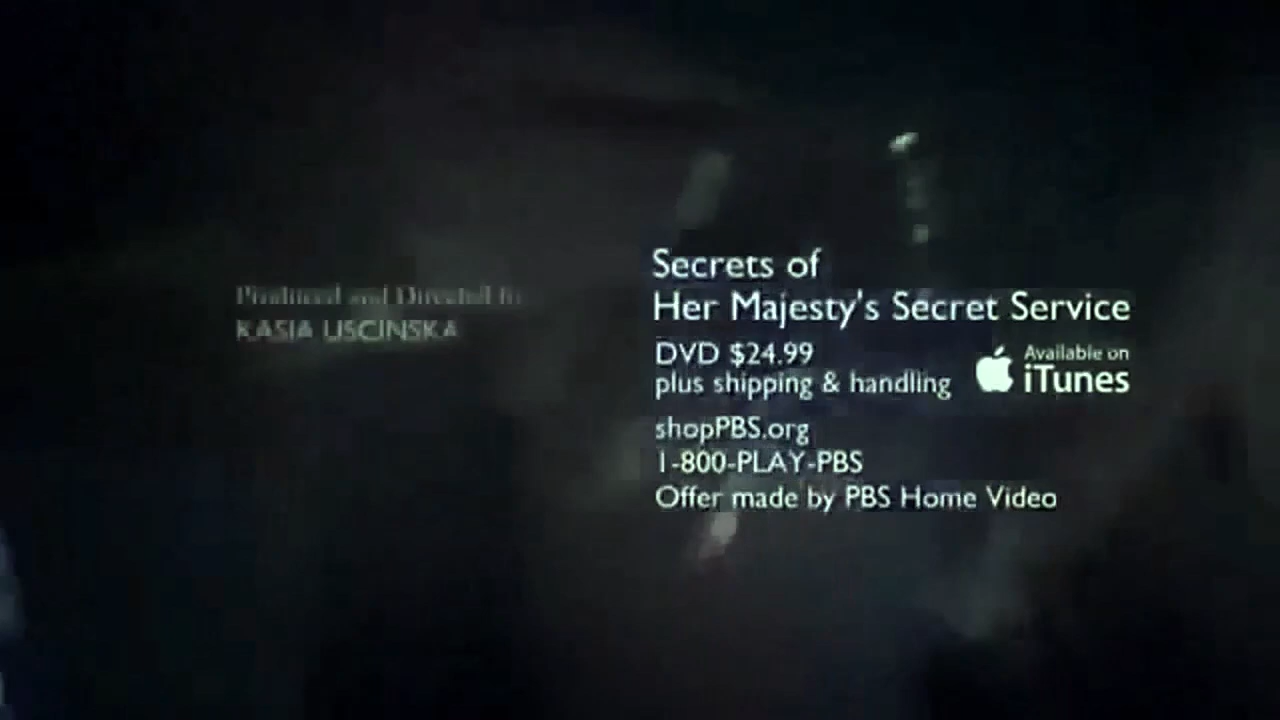 Produced and Directed by
KASIA USCINSKA
Secrets of
Her Majesty's Secret Service
DVD $24.99
plus shipping & handling
Available on
iTunes
shopPBS.org
1-800-PLAY-PBS
Offer made by PBS Home Video